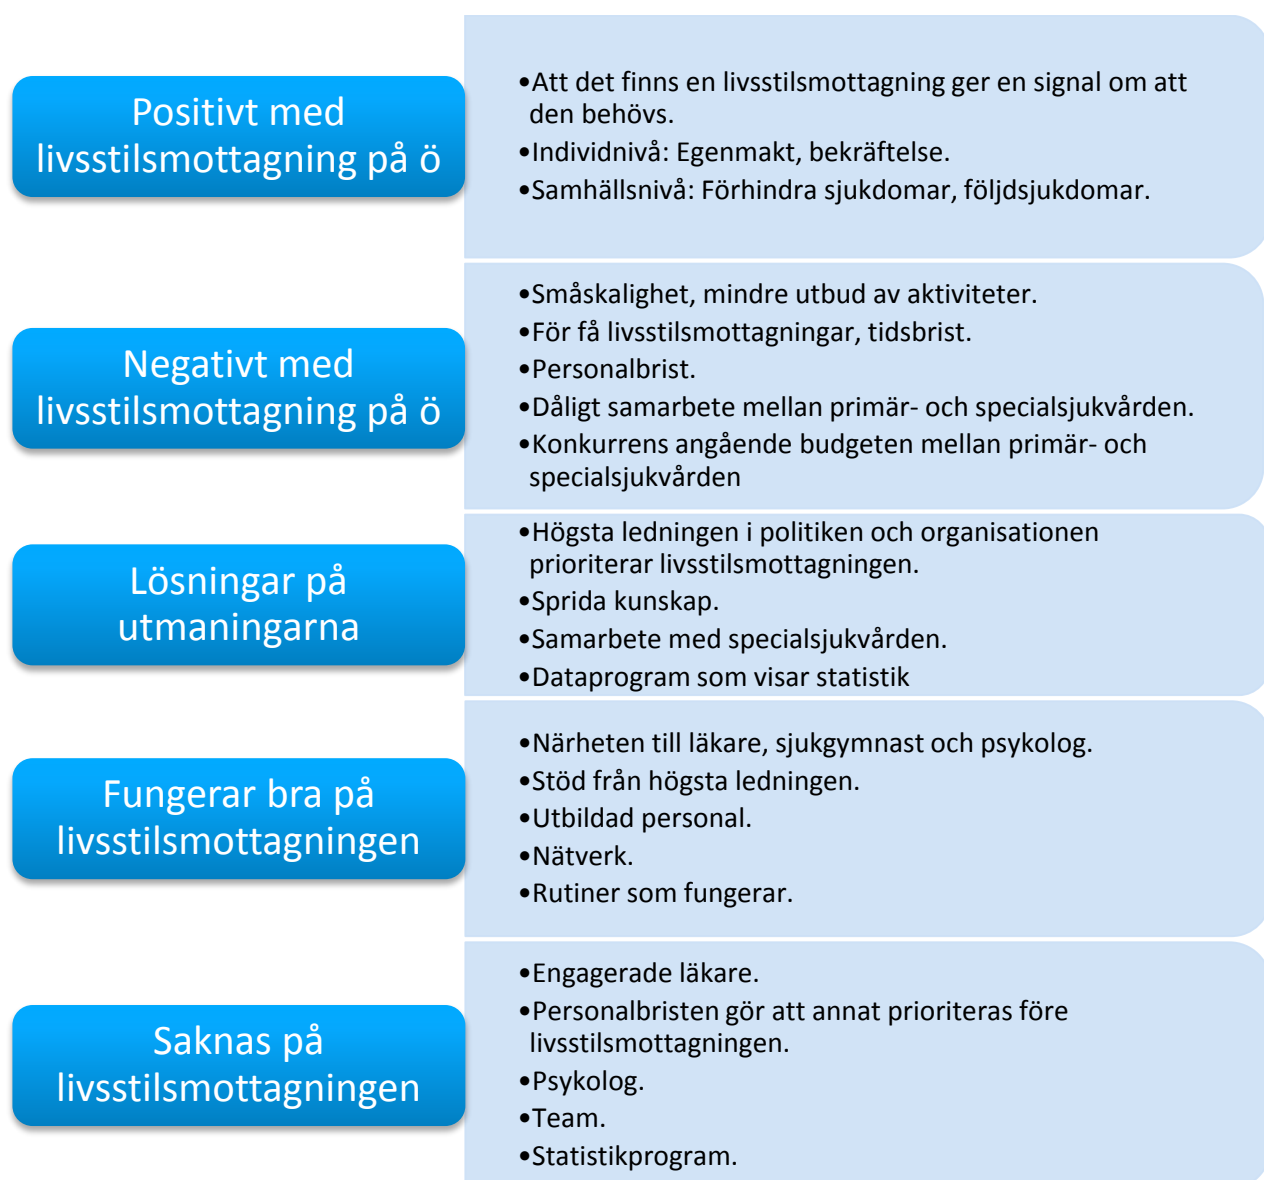 Positivt med
livsstilsmottagning på ö
•Att det finns en livsstilsmottagning ger en signal om att
den behövs.
•Individnivå: Egenmakt, bekräftelse.
•Samhällsnivå: Förhindra sjukdomar, följdsjukdomar.
Negativt med
livsstilsmottagning på ö
•Småskalighet, mindre utbud av aktiviteter.
•För få livsstilsmottagningar, tidsbrist.
•Personalbrist.
•Dåligt samarbete mellan primär- och specialsjukvården.
•Konkurrens angående budgeten mellan primär- och
specialsjukvården
Lösningar på
utmaningarna
•Högsta ledningen i politiken och organisationen
prioriterar livsstilsmottagningen.
•Sprida kunskap.
•Samarbete med specialsjukvården.
•Dataprogram som visar statistik
Fungerar bra på
livsstilsmottagningen
•Närheten till läkare, sjukgymnast och psykolog.
•Stöd från högsta ledningen.
•Utbildad personal.
•Nätverk.
•Rutiner som fungerar.
Saknas på
livsstilsmottagningen
•Engagerade läkare.
•Personalbristen gör att annat prioriteras före
livsstilsmottagningen.
•Psykolog.
•Team.
•Statistikprogram.